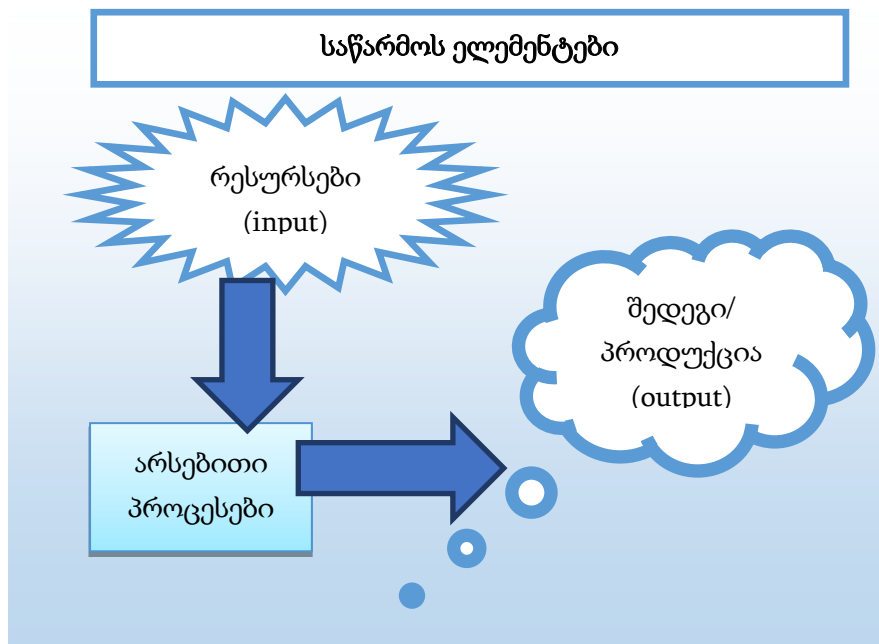 საწარმოს ელემენტები
რესურსები
(input)
შედეგი/
პროდუქცია
(output)
არსებითი
პროცესები